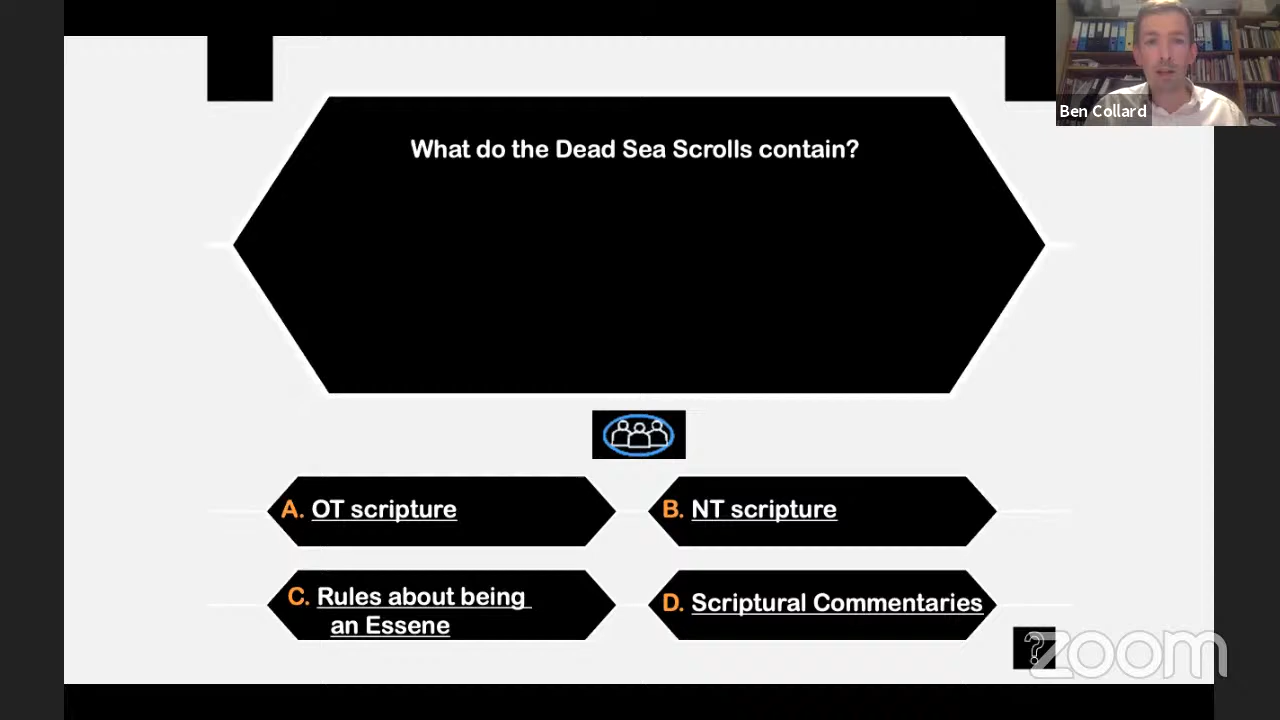 What do the Dead Sea Scrolls contain?
Ben Collard
A. OT scripture
B. NT scripture
C. Rules about being
an Essene
D. Scriptural Commentaries
?
zoom